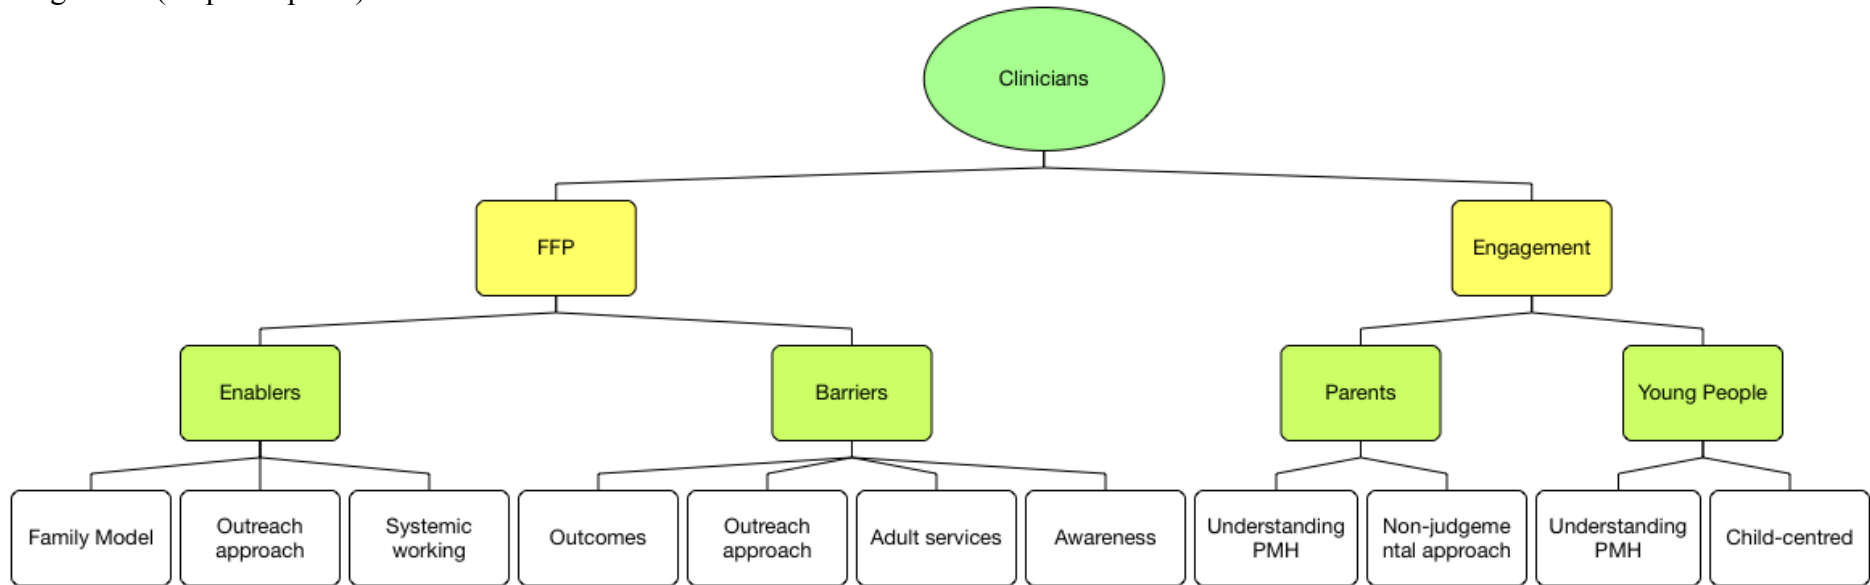 Clinicians
FFP
Engagement
Enablers
Barriers
Parents
Young People
Family Model
Outreach
approach
Systemic
working
Outcomes
Outreach
approach
Adult services
Awareness
Understanding
PMH
Non-judgeme
ntal approach
Understanding
PMH
Child-centred